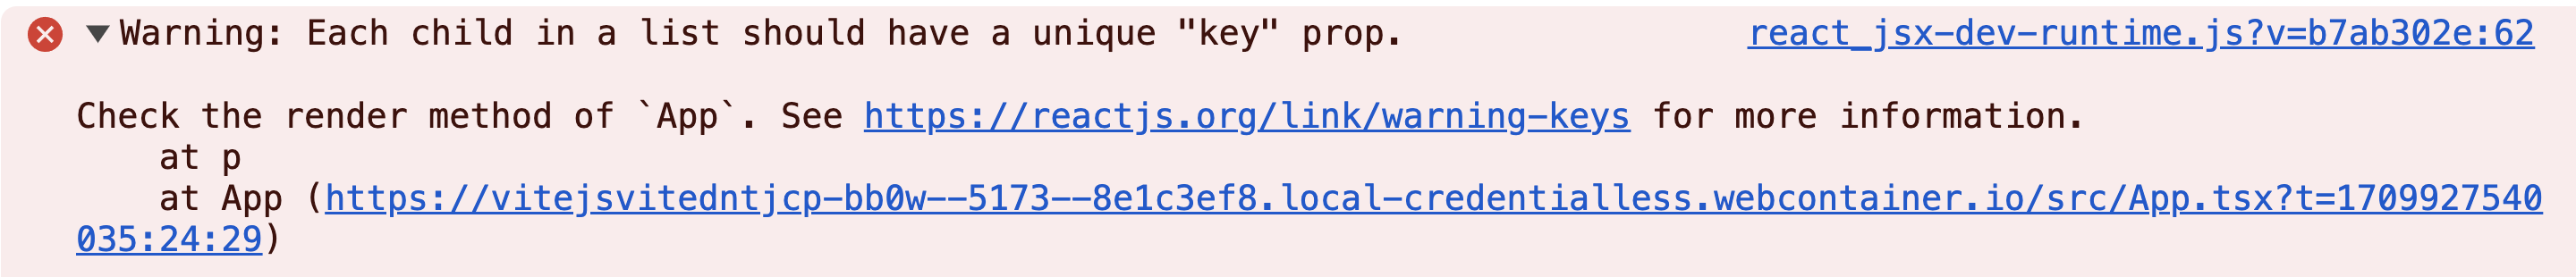 Warning: Each child in a list should have a unique "key" prop. react_jsx-dev-runtime.js?v=b7ab302e:62
Check the render method of `App`. See https://reactjs.org/link/warning-keys for more information.
at p
at App (https://vitejsvitedntjcp-bb0w--5173--8e1c3ef8.local-credentialless.webcontainer.io/src/App.tsx?t=1709927540
035:24:29)